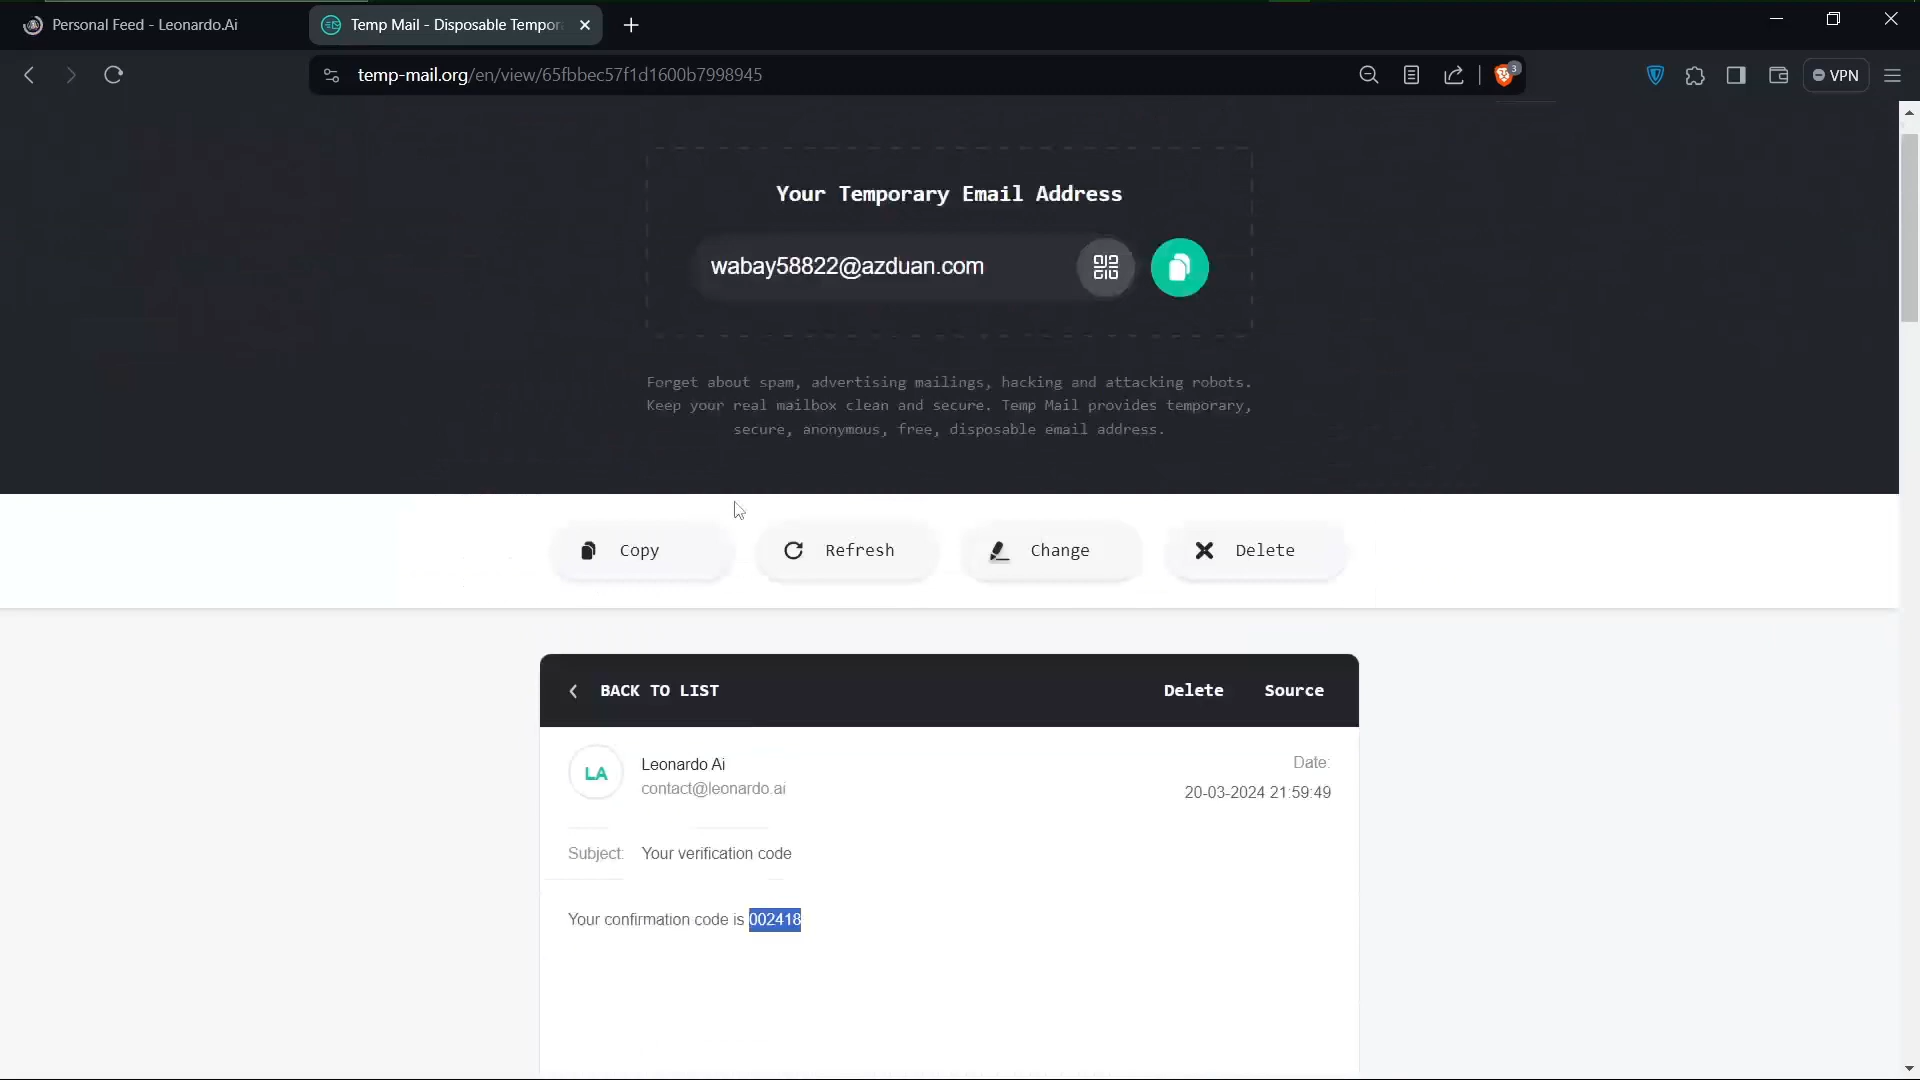 Personal Feed - Leonardo.Ai
Temp Mail - Disposable Tempor
temp-mail.org/en/view/65fbbec57f1d1600b7998945
3
VPN
Your Temporary Email Address
wabay58822@azduan.com
Forget about spam, advertising mailings, hacking and attacking robots.
Keep your real mailbox clean and secure. Temp Mail provides temporary,
secure, anonymous, free, disposable email address.
Copy
Refresh
Change
Delete
BACK TO LIST
Delete
Source
LA
Leonardo Ai
contact@leonardo.ai
Date:
20-03-2024 21:59:49
Subject: Your verification code
Your confirmation code is 002418